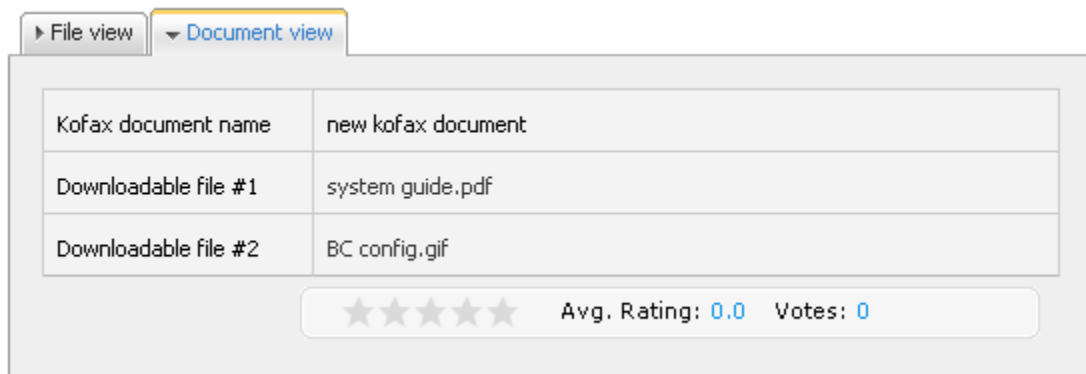 File view Document view
Kofax document name new kofax document
Downloadable file #1 system guide.pdf
Downloadable file #2 BC config.gif
Avg. Rating: 0.0 Votes: 0